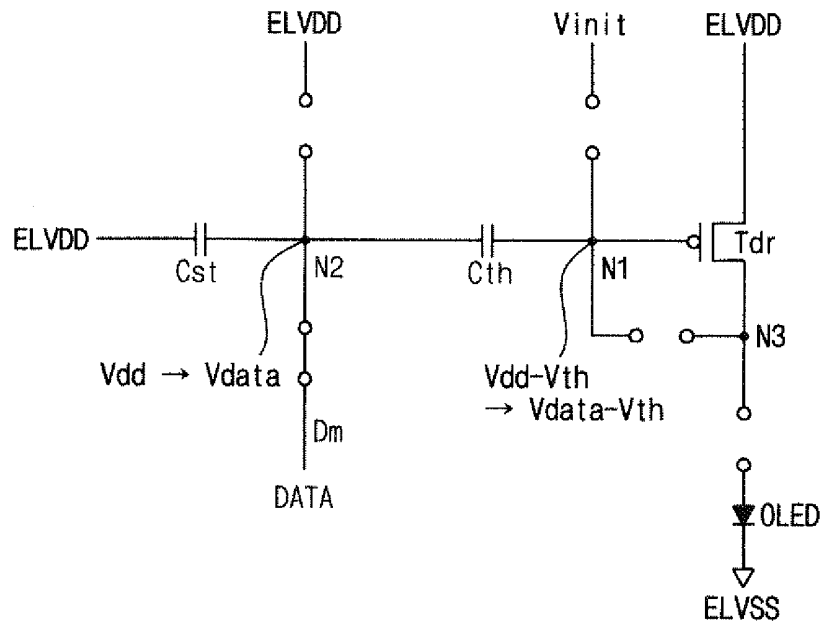 ELVDD
Vinit
ELVDD
ELVDD
Cst
N2
Cth
N1
Tdr
N3
Vdd → Vdata
Vdd-Vth
→ Vdata-Vth
Dm
DATA
OLED
ELVSS